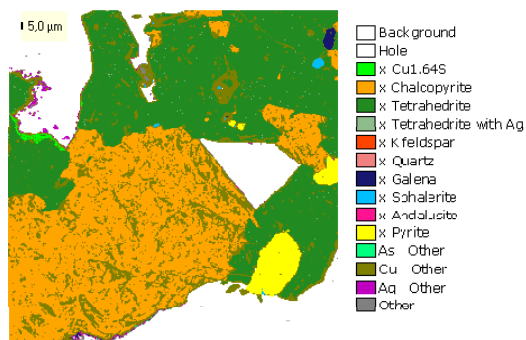 5,0 µm
Background
Hole
x Cu1.64S
x Chalcopyrite
x Tetrahedrite
x Tetrahedrite with Ag
x K feldspar
x Quartz
x Galena
x Sphalerite
x Andalusite
x Pyrite
As Other
Cu Other
Ag Other
Other